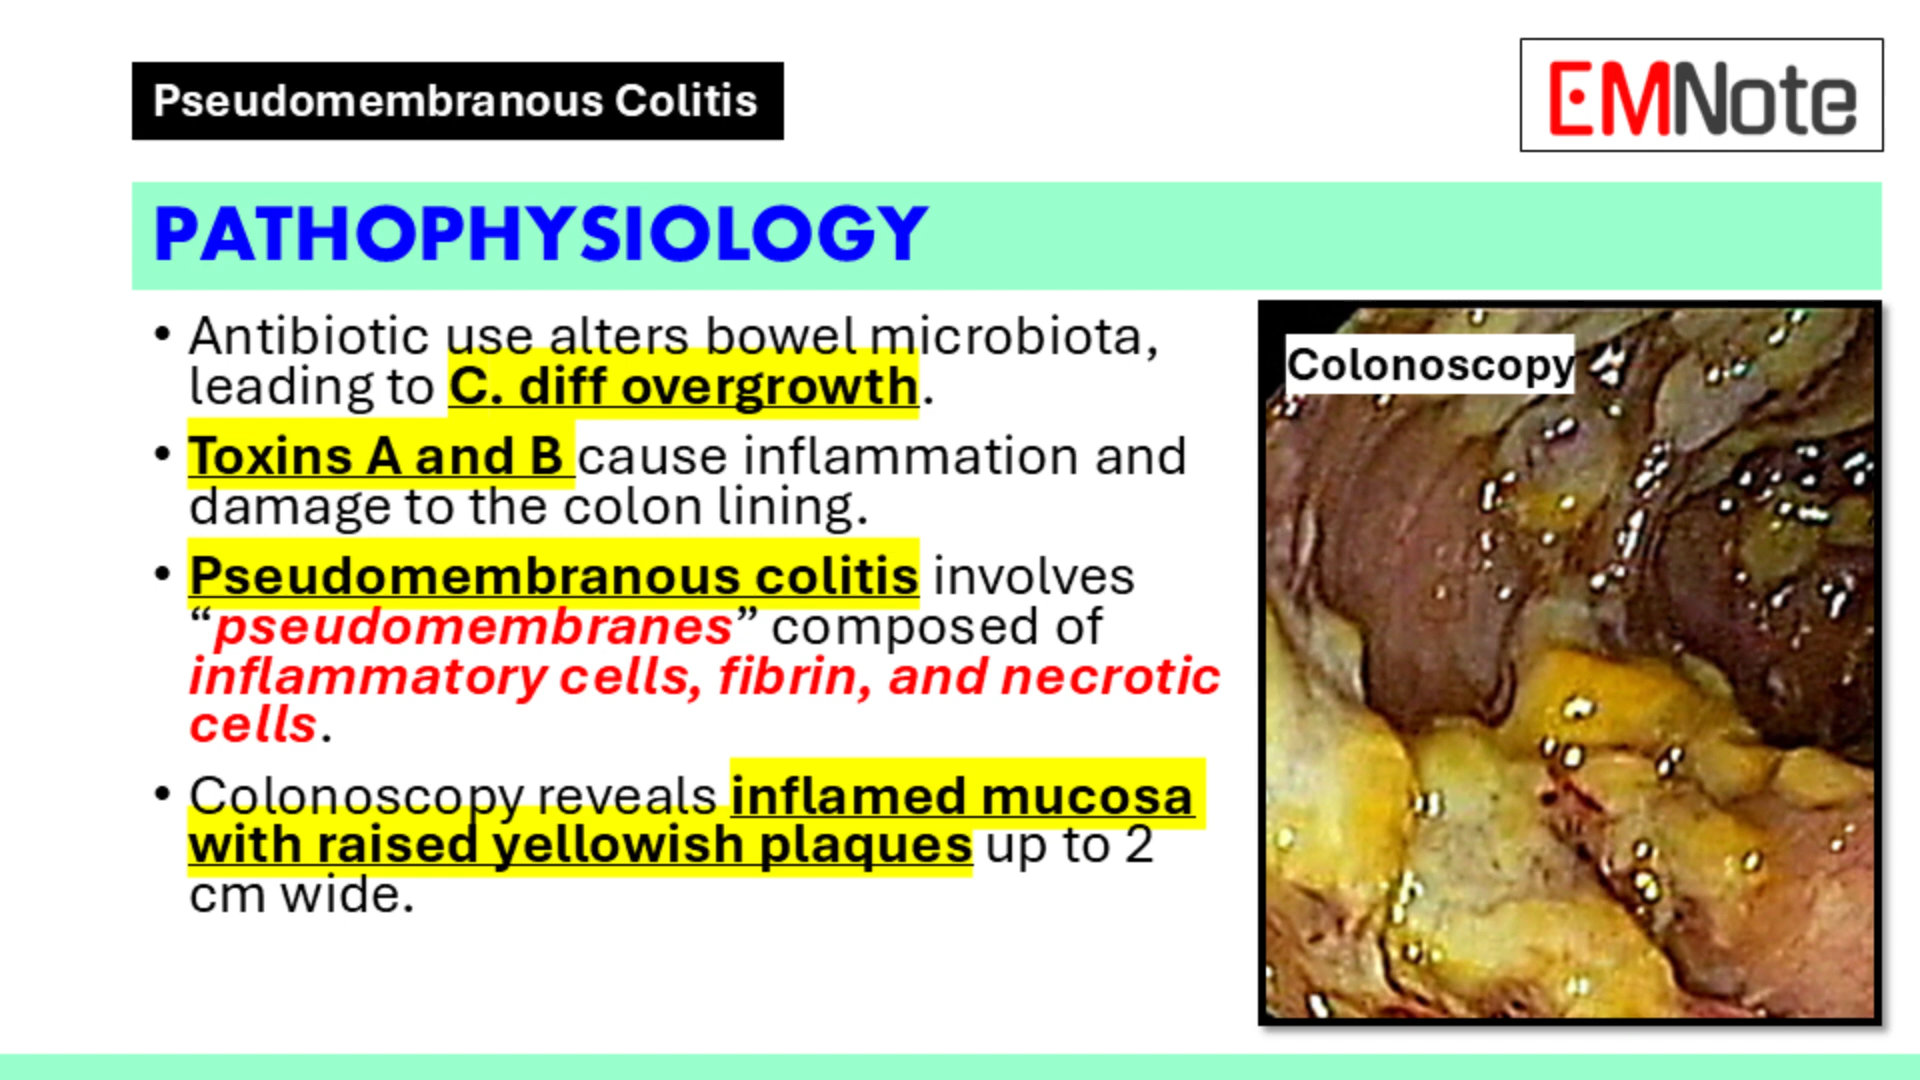 Pseudomembranous Colitis
EMNote
PATHOPHYSIOLOGY
• Antibiotic use alters bowel microbiota,
leading to C. diff overgrowth.
• Toxins A and B cause inflammation and
damage to the colon lining.
• Pseudomembranous colitis involves
“pseudomembranes” composed of
inflammatory cells, fibrin, and necrotic
cells.
• Colonoscopy reveals inflamed mucosa
with raised yellowish plaques up to 2
cm wide.
Colonoscopy